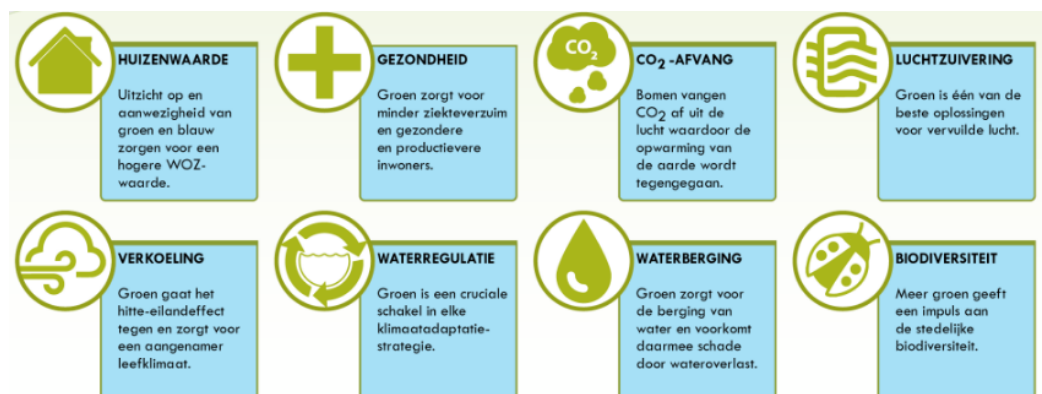 HUIZENWAARDE
Uitzicht op en
aanwezigheid van
groen en blauw
zorgen voor een
hogere WOZ-
waarde.
GEZONDHEID
Groen zorgt voor
minder ziekteverzuim
en gezondere
en productievere
inwoners.
CO2
CO2 -AFVANG
Bomen vangen
CO2 af uit de
lucht waardoor de
opwarming van
de aarde wordt
tegengegaan.
LUCHTZUIVERING
Groen is één van de
beste oplossingen
voor vervuilde lucht.
VERKOELING
Groen gaat het
hitte-eilandeffect
tegen en zorgt voor
een aangenamer
leefklimaat.
WATERREGULATIE
Groen is een cruciale
schakel in elke
klimaatadaptatie-
strategie.
WATERBERGING
Groen zorgt voor
de berging van
water en voorkomt
daarmee schade
door wateroverlast.
BIODIVERSITEIT
Meer groen geeft
een impuls aan
de stedelijke
biodiversiteit.